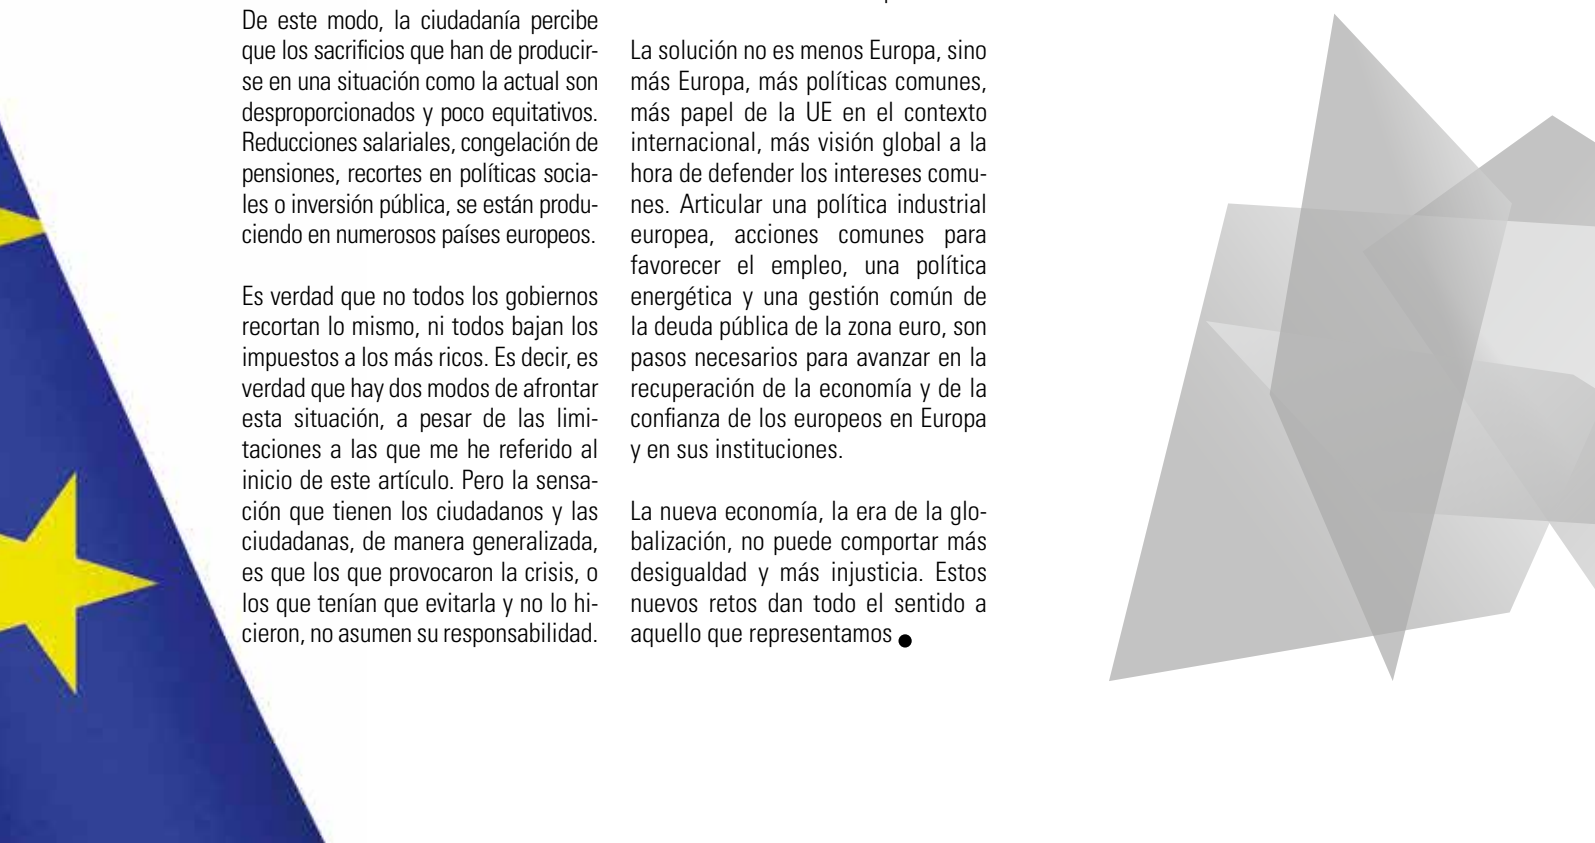 De este modo, la ciudadanía percibe
que los sacrificios que han de producir-
se en una situación como la actual son
desproporcionados y poco equitativos.
Reducciones salariales, congelación de
pensiones, recortes en políticas socia-
les o inversión pública, se están produ-
ciendo en numerosos países europeos.
Es verdad que no todos los gobiernos
recortan lo mismo, ni todos bajan los
impuestos a los más ricos. Es decir, es
verdad que hay dos modos de afrontar
esta situación, a pesar de las limi-
taciones a las que me he referido al
inicio de este artículo. Pero la sensa-
ción que tienen los ciudadanos y las
ciudadanas, de manera generalizada,
es que los que provocaron la crisis, o
los que tenían que evitarla y no lo hi-
cieron, no asumen su responsabilidad.
La solución no es menos Europa, sino
más Europa, más políticas comunes,
más papel de la UE en el contexto
internacional, más visión global a la
hora de defender los intereses comu-
nes. Articular una política industrial
europea, acciones comunes para
favorecer el empleo, una política
energética y una gestión común de
la deuda pública de la zona euro, son
pasos necesarios para avanzar en la
recuperación de la economía y de la
confianza de los europeos en Europa
y en sus instituciones.
La nueva economía, la era de la glo-
balización, no puede comportar más
desigualdad y más injusticia. Estos
nuevos retos dan todo el sentido a
aquello que representamos